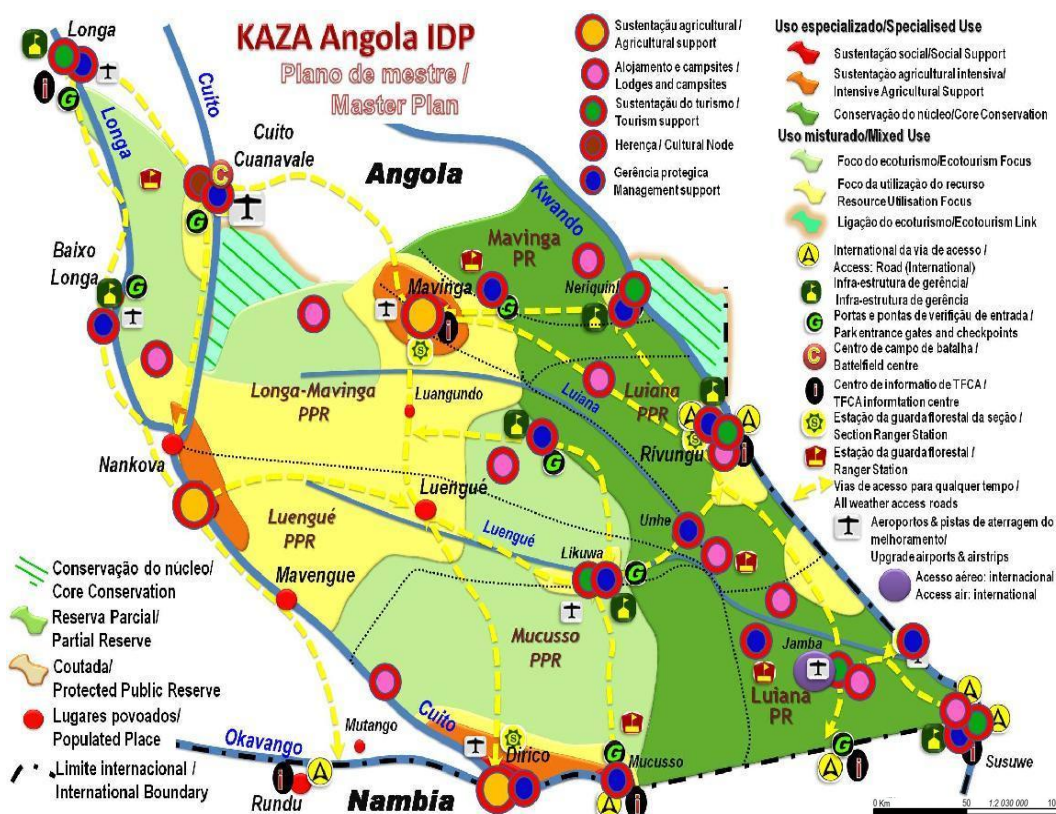 KAZA Angola IDP
Plano de mestre /
Master Plan
Longa
Cuito
Longa
Cuito
Cuanavale
Angola
Kwando
Mavinga
PR
Baixo
Longa
Mavinga
Neriquinj
Longa-Mavinga
PPR
Luangundo
Luiana
Luiana
PPR
Rivungu
Nankova
Luengué
Luengué
PPR
Luengué
Unhe
Likuwa
Mavengue
Mucusso
PPR
Jamba
Luiana
PR
Cuito
Mutango
Dirico
Mucusso
Okavango
Rundu
Nambia
Susuwe
Sustentação agricultural /
Agricultural support
Alojamento e campsites /
Lodges and campsites
Sustentação do turismo /
Tourism support
Herença / Cultural Node
Gerência protegica
Management support
Uso especializado/Specialised Use
Sustentação social/Social Support
Sustentação agricultural intensiva/
Intensive Agricultural Support
Conservação do núcleo/Core Conservation
Uso misturado/Mixed Use
Foco do ecoturismo/Ecotourism Focus
Foco da utilização do recurso
Resource Utilisation Focus
Ligação do ecoturismo/Ecotourism Link
International da via de acesso /
Access: Road (International)
Infra-estrutura de gerência/
Infra-estrutura de gerência
Portas e pontas de verifição de entrada /
Park entrance gates and checkpoints
Centro de campo de batalha /
Battelfield centre
Centro de informatio de TFCA /
TFCA informtation centre
Estação da guarda florestal da seção /
Section Ranger Station
Estação da guarda florestal /
Ranger Station
Vias de acesso para qualquer tempo /
All weather access roads
Aeroportos & pistas de aterragem do
melhoramento/
Upgrade airports & airstrips
Acesso aéreo: internacional
Access air: international
Conservação do núcleo/
Core Conservation
Reserva Parcial/
Partial Reserve
Coutada/
Protected Public Reserve
Lugares povoados/
Populated Place
Limite internacional /
International Boundary
0 Km 50 1:2 030 000